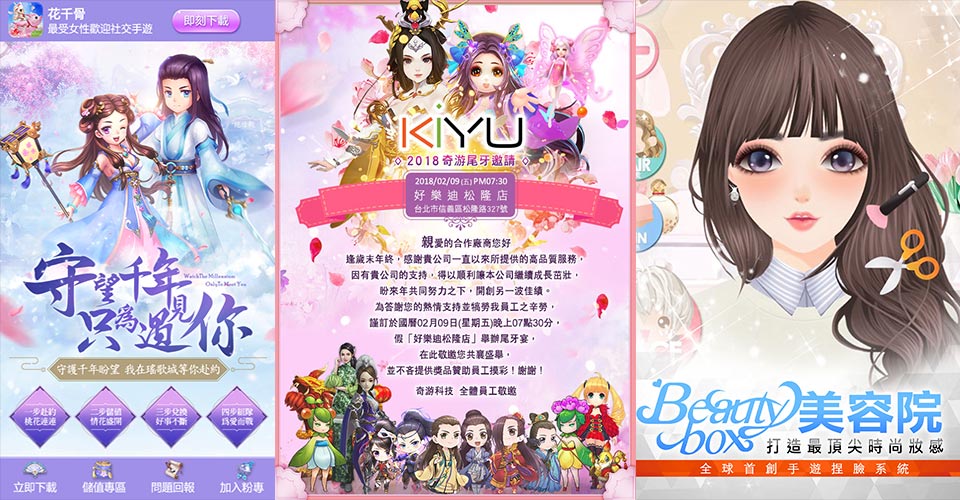 花千骨
最受女性歡迎社交手遊
即刻下載
守望千年
Watch The Millennium
Only To Meet You
只為遇見你
守護千年盼望 我在瑤歌城等你赴約
一步赴約
桃花連連
二步儲值
情花盛開
三步兌換
好事不斷
四步組隊
為愛而戰
立即下載
儲值專區
問題回報
加入粉專
KiYU
2018奇游尾牙邀請
2018/02/09 (五) PM07:30
好樂迪松隆店
台北市信義區松隆路327號
親愛的合作廠商您好
逢歲末年終,感謝貴公司一直以來所提供的高品質服務,
因有貴公司的支持,得以順利讓本公司繼續成長茁壯,
盼來年共同努力之下,開創另一波佳績。
為答謝您的熱情支持並犒勞我員工之辛勞,
謹訂於國曆02月09日(星期五)晚上07點30分,
假「好樂迪松隆店」舉辦尾牙宴,
在此敬邀您共襄盛舉,
並不吝提供獎品贊助員工摸彩!謝謝!
奇游科技 全體員工敬邀
Beauty
box
美容院
打造最頂尖時尚妝感
全球首創手遊捏臉系統